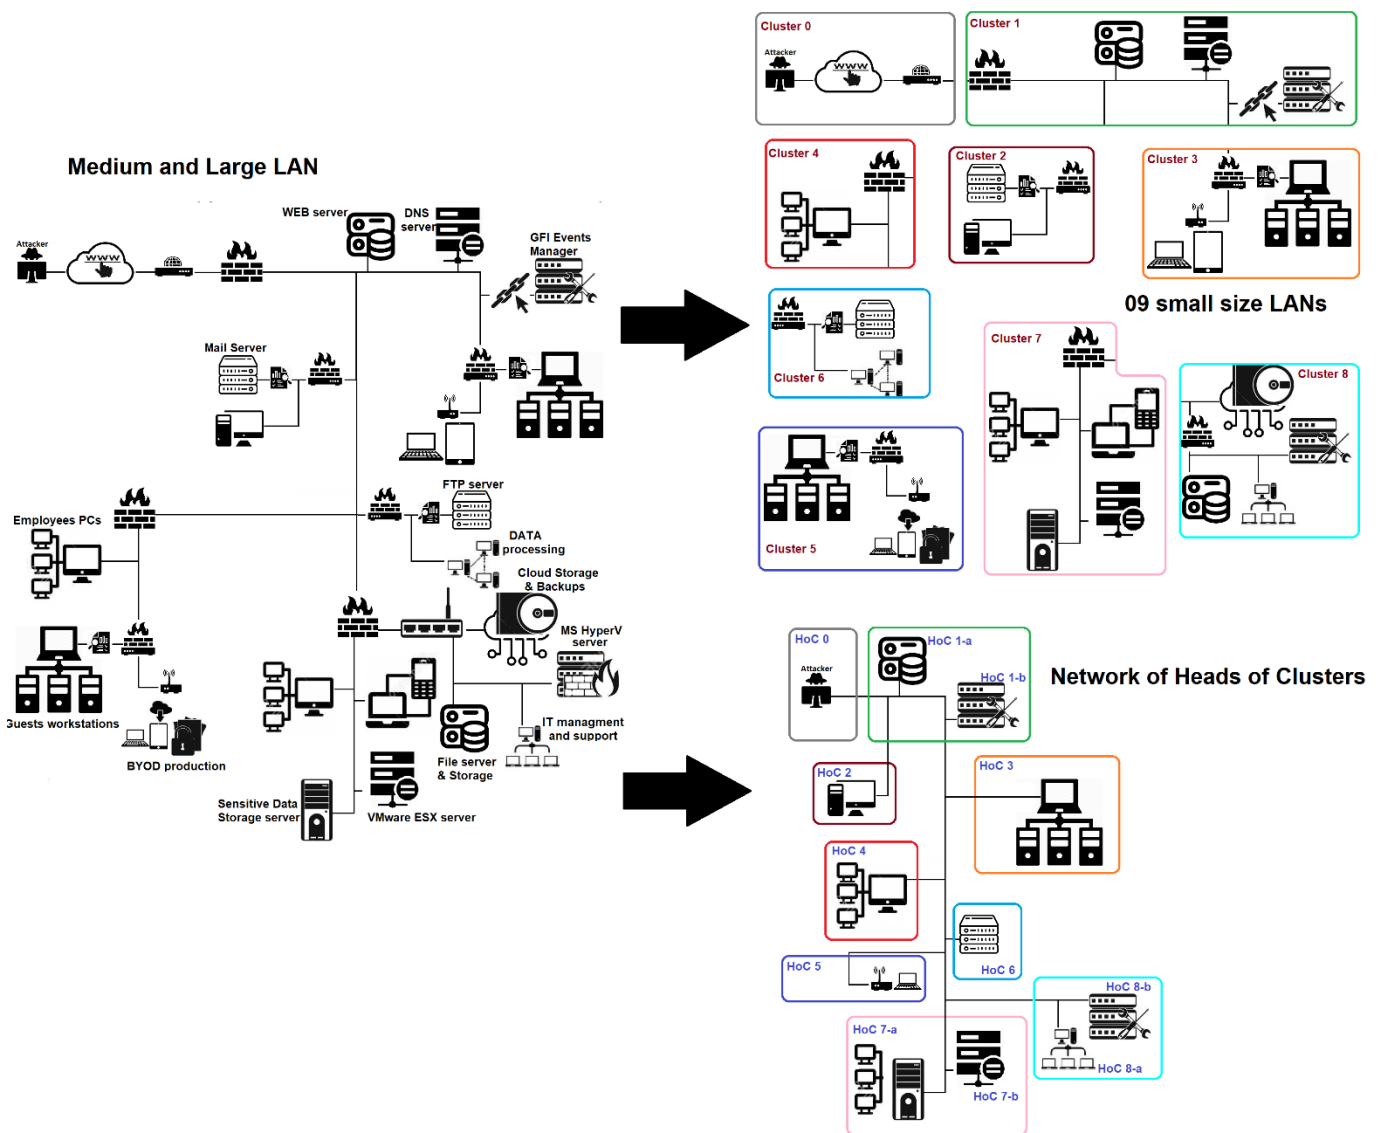 Cluster 0
Cluster 1
Attacker
WWW
Medium and Large LAN
Cluster 4
Cluster 2
Cluster 3
WEB server
DNS
server
Attacker
WWW
GFI Events
Manager
09 small size LANs
Mail Server
Cluster 6
Cluster 7
Cluster 8
FTP server
Employees PCs
DATA
processing
Cluster 5
Cloud Storage
& Backups
MS HyperV
server
HoC 0
HoC 1-a
Attacker
HoC 1-b
Network of Heads of Clusters
Guests workstations
IT managment
and support
BYOD production
File server
& Storage
HoC 2
HoC 3
Sensitive Data
Storage server
VMware ESX server
HoC 4
HoC 5
HoC 6
HoC 8-b
HoC 7-a
HoC 8-a
HoC 7-b